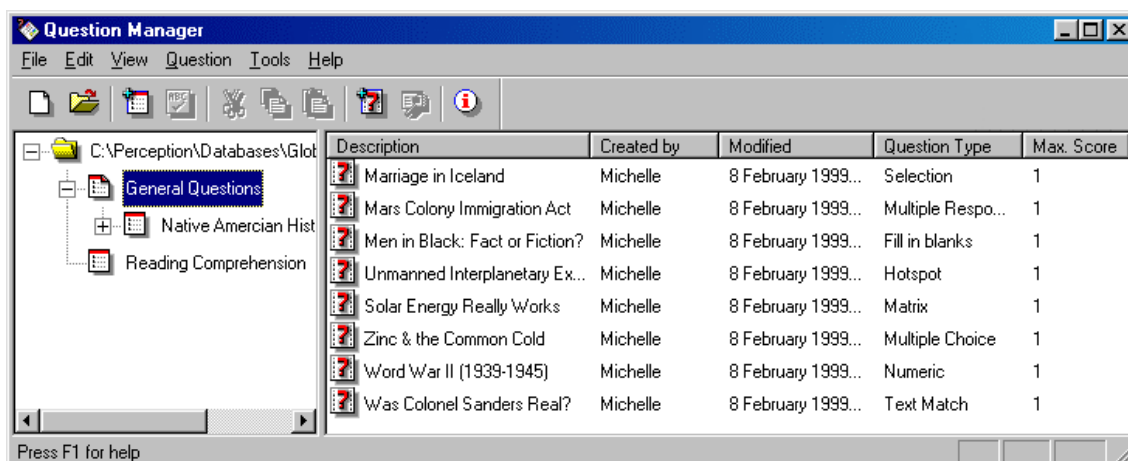 Question Manager
File Edit View Question Tools Help
C:\Perception\Databases\Glob
General Questions
Native Amercian Hist
Reading Comprehension
Description Created by Modified Question Type Max. Score
Marriage in Iceland Michelle 8 February 1999... Selection 1
Mars Colony Immigration Act Michelle 8 February 1999... Multiple Respo... 1
Men in Black: Fact or Fiction? Michelle 8 February 1999... Fill in blanks 1
Unmanned Interplanetary Ex... Michelle 8 February 1999... Hotspot 1
Solar Energy Really Works Michelle 8 February 1999... Matrix 1
Zinc & the Common Cold Michelle 8 February 1999... Multiple Choice 1
Word War II (1939-1945) Michelle 8 February 1999... Numeric 1
Was Colonel Sanders Real? Michelle 8 February 1999... Text Match 1
Press F1 for help